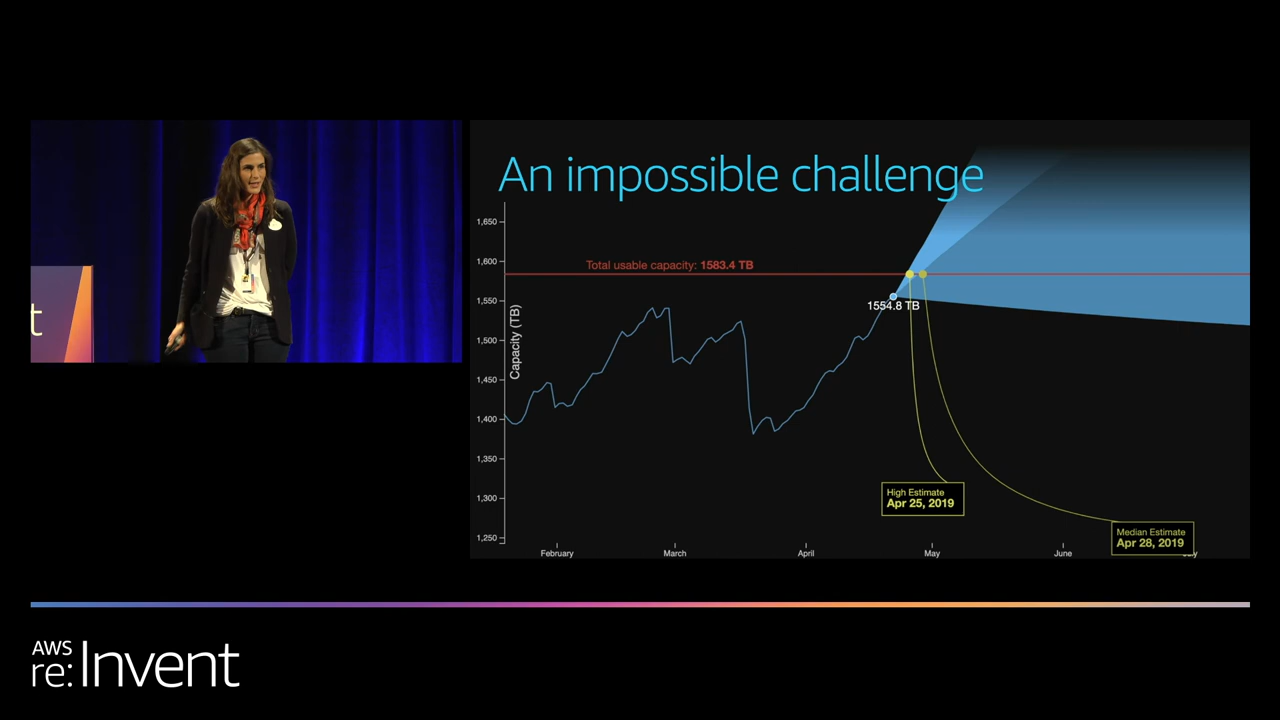 t
An impossible challenge
1,650
1,600
1,550
1,500
1,450
1,400
1,350
1,300
1,250
Capacity (TB)
Total usable capacity: 1583.4 TB
1554.8 TB
High Estimate
Apr 25, 2019
Median Estimate
Apr 28, 2019
February
March
April
May
June
July
AWS
re:Invent